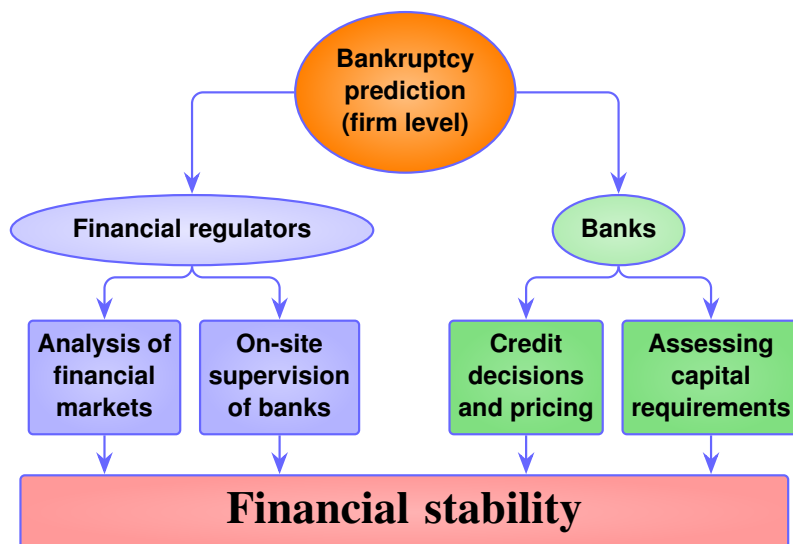 Bankruptcy
prediction
(firm level)
Financial regulators
Banks
Analysis of
financial
markets
On-site
supervision
of banks
Credit
decisions
and pricing
Assessing
capital
requirements
Financial stability